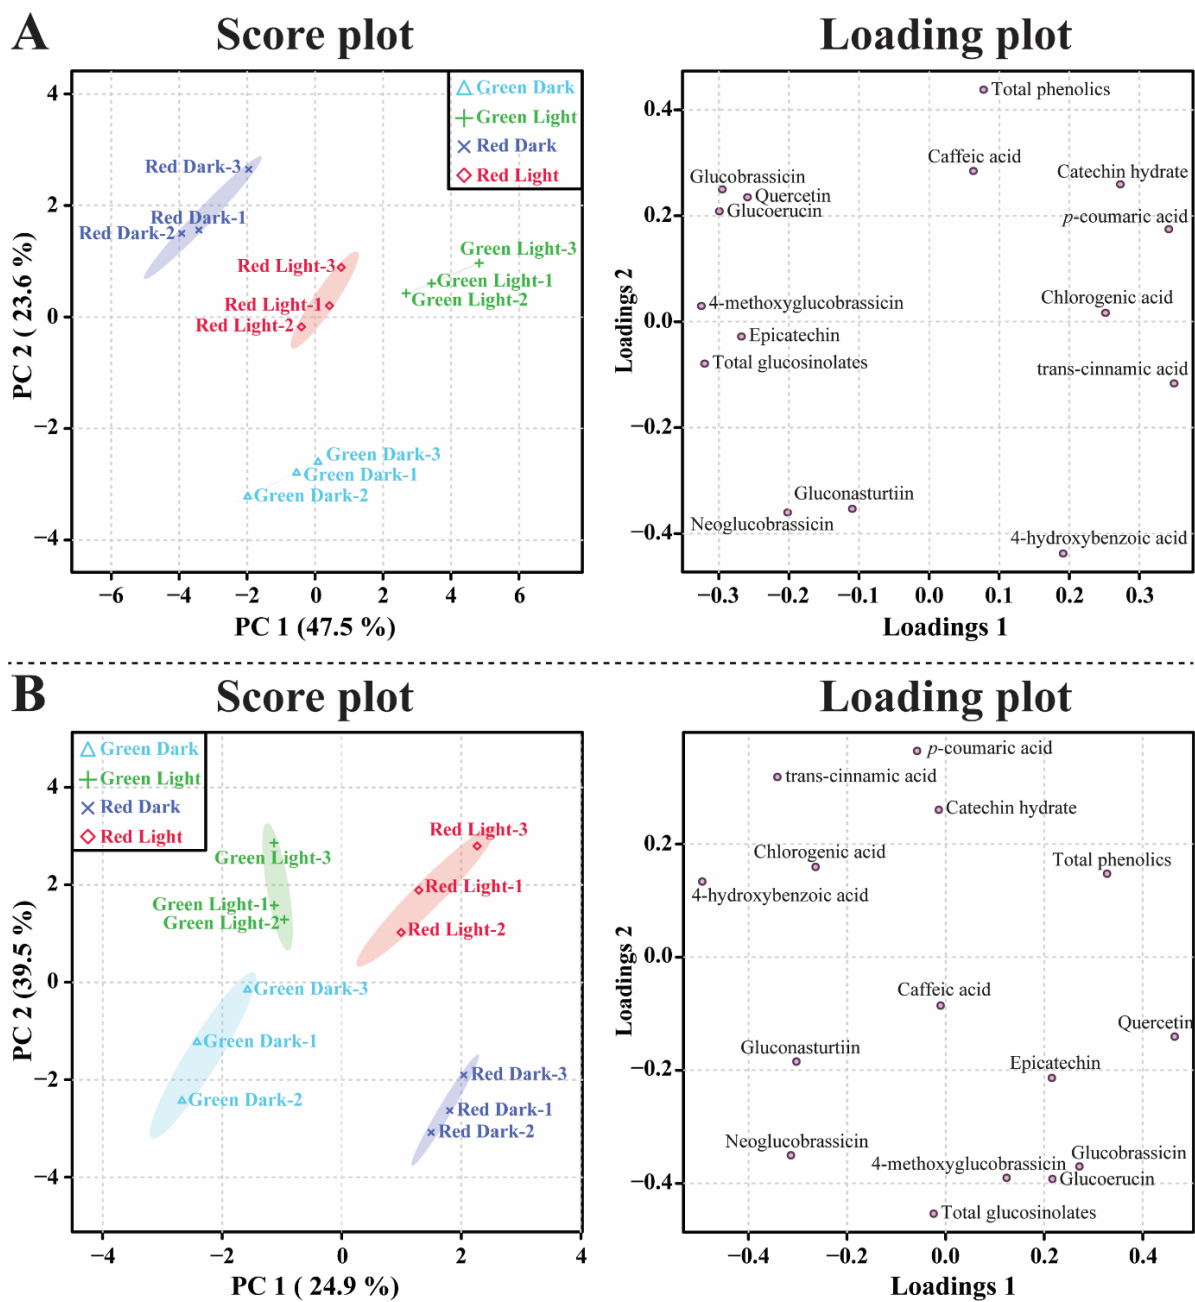 A
Score plot
Loading plot
Green Dark
Green Light
Red Dark
Red Light
4
2
0
−2
−4
PC 2 ( 23.6 %)
Red Dark-3
Red Dark-1
Red Dark-2
Red Light-3
Red Light-1
Red Light-2
Green Light-3
Green Light-1
Green Light-2
Green Dark-3
Green Dark-1
Green Dark-2
−6
−4
−2
0
2
4
6
PC 1 (47.5 %)
0.4
0.2
0.0
−0.2
−0.4
Loadings 2
Total phenolics
Caffeic acid
Catechin hydrate
Glucobrassicin
Quercetin
Glucoerucin
p-coumaric acid
4-methoxyglucobrassicin
Chlorogenic acid
Epicatechin
Total glucosinolates
trans-cinnamic acid
Gluconasturtiin
Neoglucobrassicin
4-hydroxybenzoic acid
−0.3
−0.2
−0.1
0.0
0.1
0.2
0.3
Loadings 1
B
Score plot
Loading plot
Green Dark
Green Light
Red Dark
Red Light
4
2
0
−2
−4
PC 2 (39.5 %)
Red Light-3
Green Light-3
Red Light-1
Green Light-1
Green Light-2
Red Light-2
Green Dark-3
Green Dark-1
Green Dark-2
Red Dark-3
Red Dark-1
Red Dark-2
−4
−2
0
2
4
PC 1 ( 24.9 %)
0.2
0.0
−0.2
−0.4
Loadings 2
p-coumaric acid
trans-cinnamic acid
Catechin hydrate
Chlorogenic acid
Total phenolics
4-hydroxybenzoic acid
Caffeic acid
Quercetin
Gluconasturtiin
Epicatechin
Neoglucobrassicin
Glucobrassicin
4-methoxyglucobrassicin
Glucoerucin
Total glucosinolates
−0.4
−0.2
0.0
0.2
0.4
Loadings 1